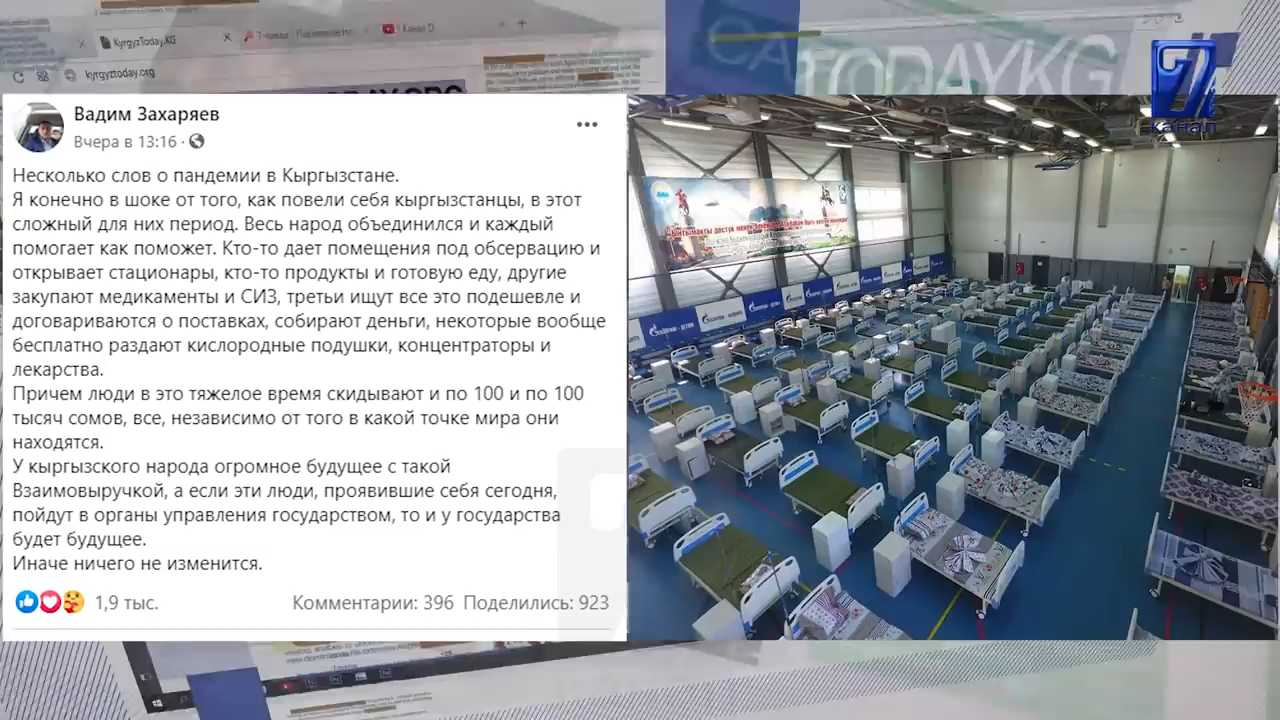 KyrgyzToday.KG
kyrgyztoday.org
CATODAYKG
7
канал
Вадим Захаряев
Вчера в 13:16
Несколько слов о пандемии в Кыргызстане.
Я конечно в шоке от того, как повели себя кыргызстанцы, в этот
сложный для них период. Весь народ объединился и каждый
помогает как поможет. Кто-то дает помещения под обсервацию и
открывает стационары, кто-то продукты и готовую еду, другие
закупают медикаменты и СИЗ, третьи ищут все это подешевле и
договариваются о поставках, собирают деньги, некоторые вообще
бесплатно раздают кислородные подушки, концентраторы и
лекарства.
Причем люди в это тяжелое время скидывают и по 100 и по 100
тысяч сомов, все, независимо от того в какой точке мира они
находятся.
У кыргызского народа огромное будущее с такой
Взаимовыручкой, а если эти люди, проявившие себя сегодня,
пойдут в органы управления государством, то и у государства
будет будущее.
Иначе ничего не изменится.
1,9 тыс.
Комментарии: 396 Поделились: 923
ГАЗПРОМ - ДЕТЯМ